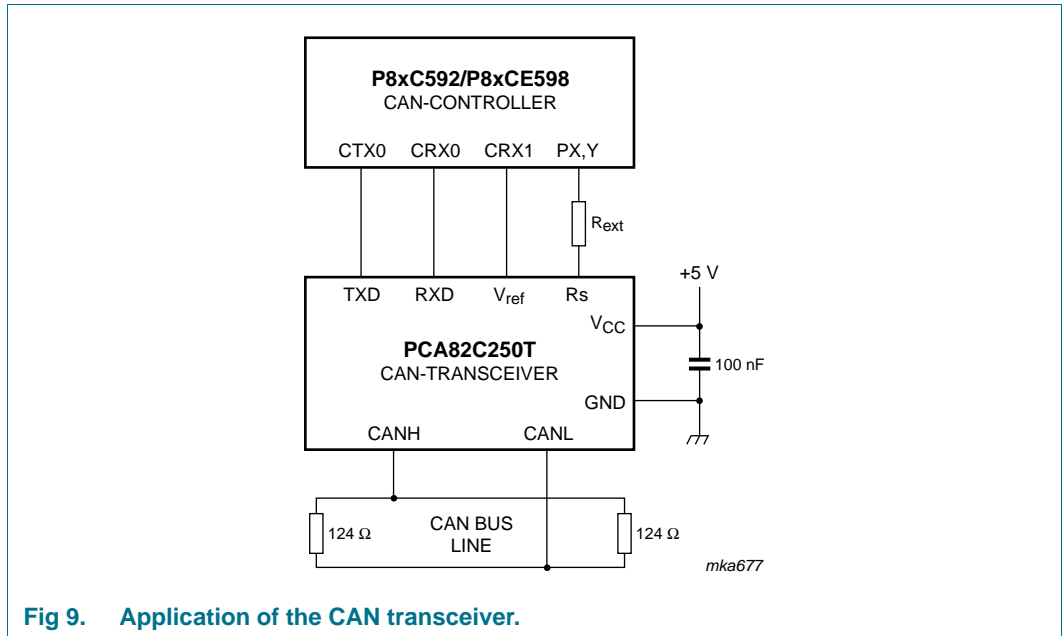 P8xC592/P8xCE598
CAN-CONTROLLER
CTX0 CRX0 CRX1 PX,Y
Rext
+5 V
TXD RXD Vref Rs
VCC
PCA82C250T
CAN-TRANSCEIVER
100 nF
GND
CANH CANL
124 Ω
CAN BUS
LINE
124 Ω
mka677
Fig 9. Application of the CAN transceiver.